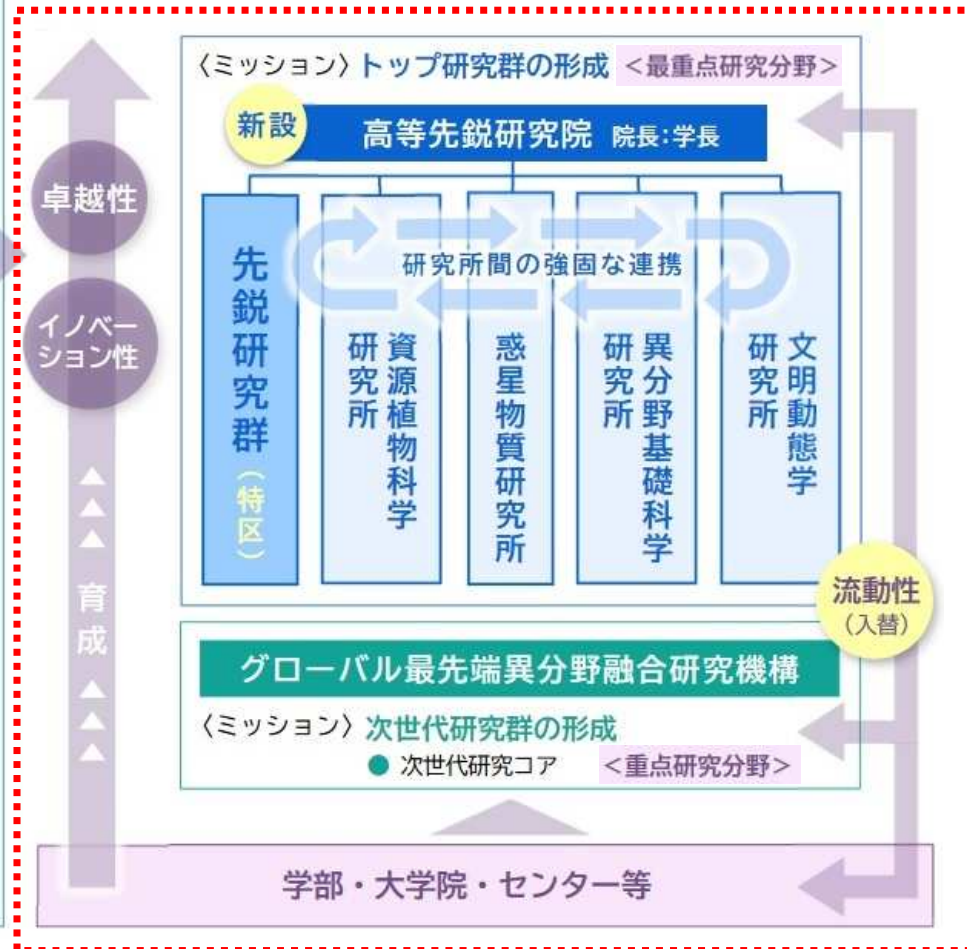 〈ミッション〉トップ研究群の形成 <最重点研究分野>
新設
高等先鋭研究院 院長:学長
卓越性
イノベー
ション性
▲▲▲ 育成 ▲▲▲
研究所間の強固な連携
先鋭研究群(特区)
資源植物科学
研究所
惑星物質研究所
異分野基礎科学
研究所
文明動態学
研究所
流動性
(入替)
グローバル最先端異分野融合研究機構
〈ミッション〉次世代研究群の形成
● 次世代研究コア <重点研究分野>
学部・大学院・センター等